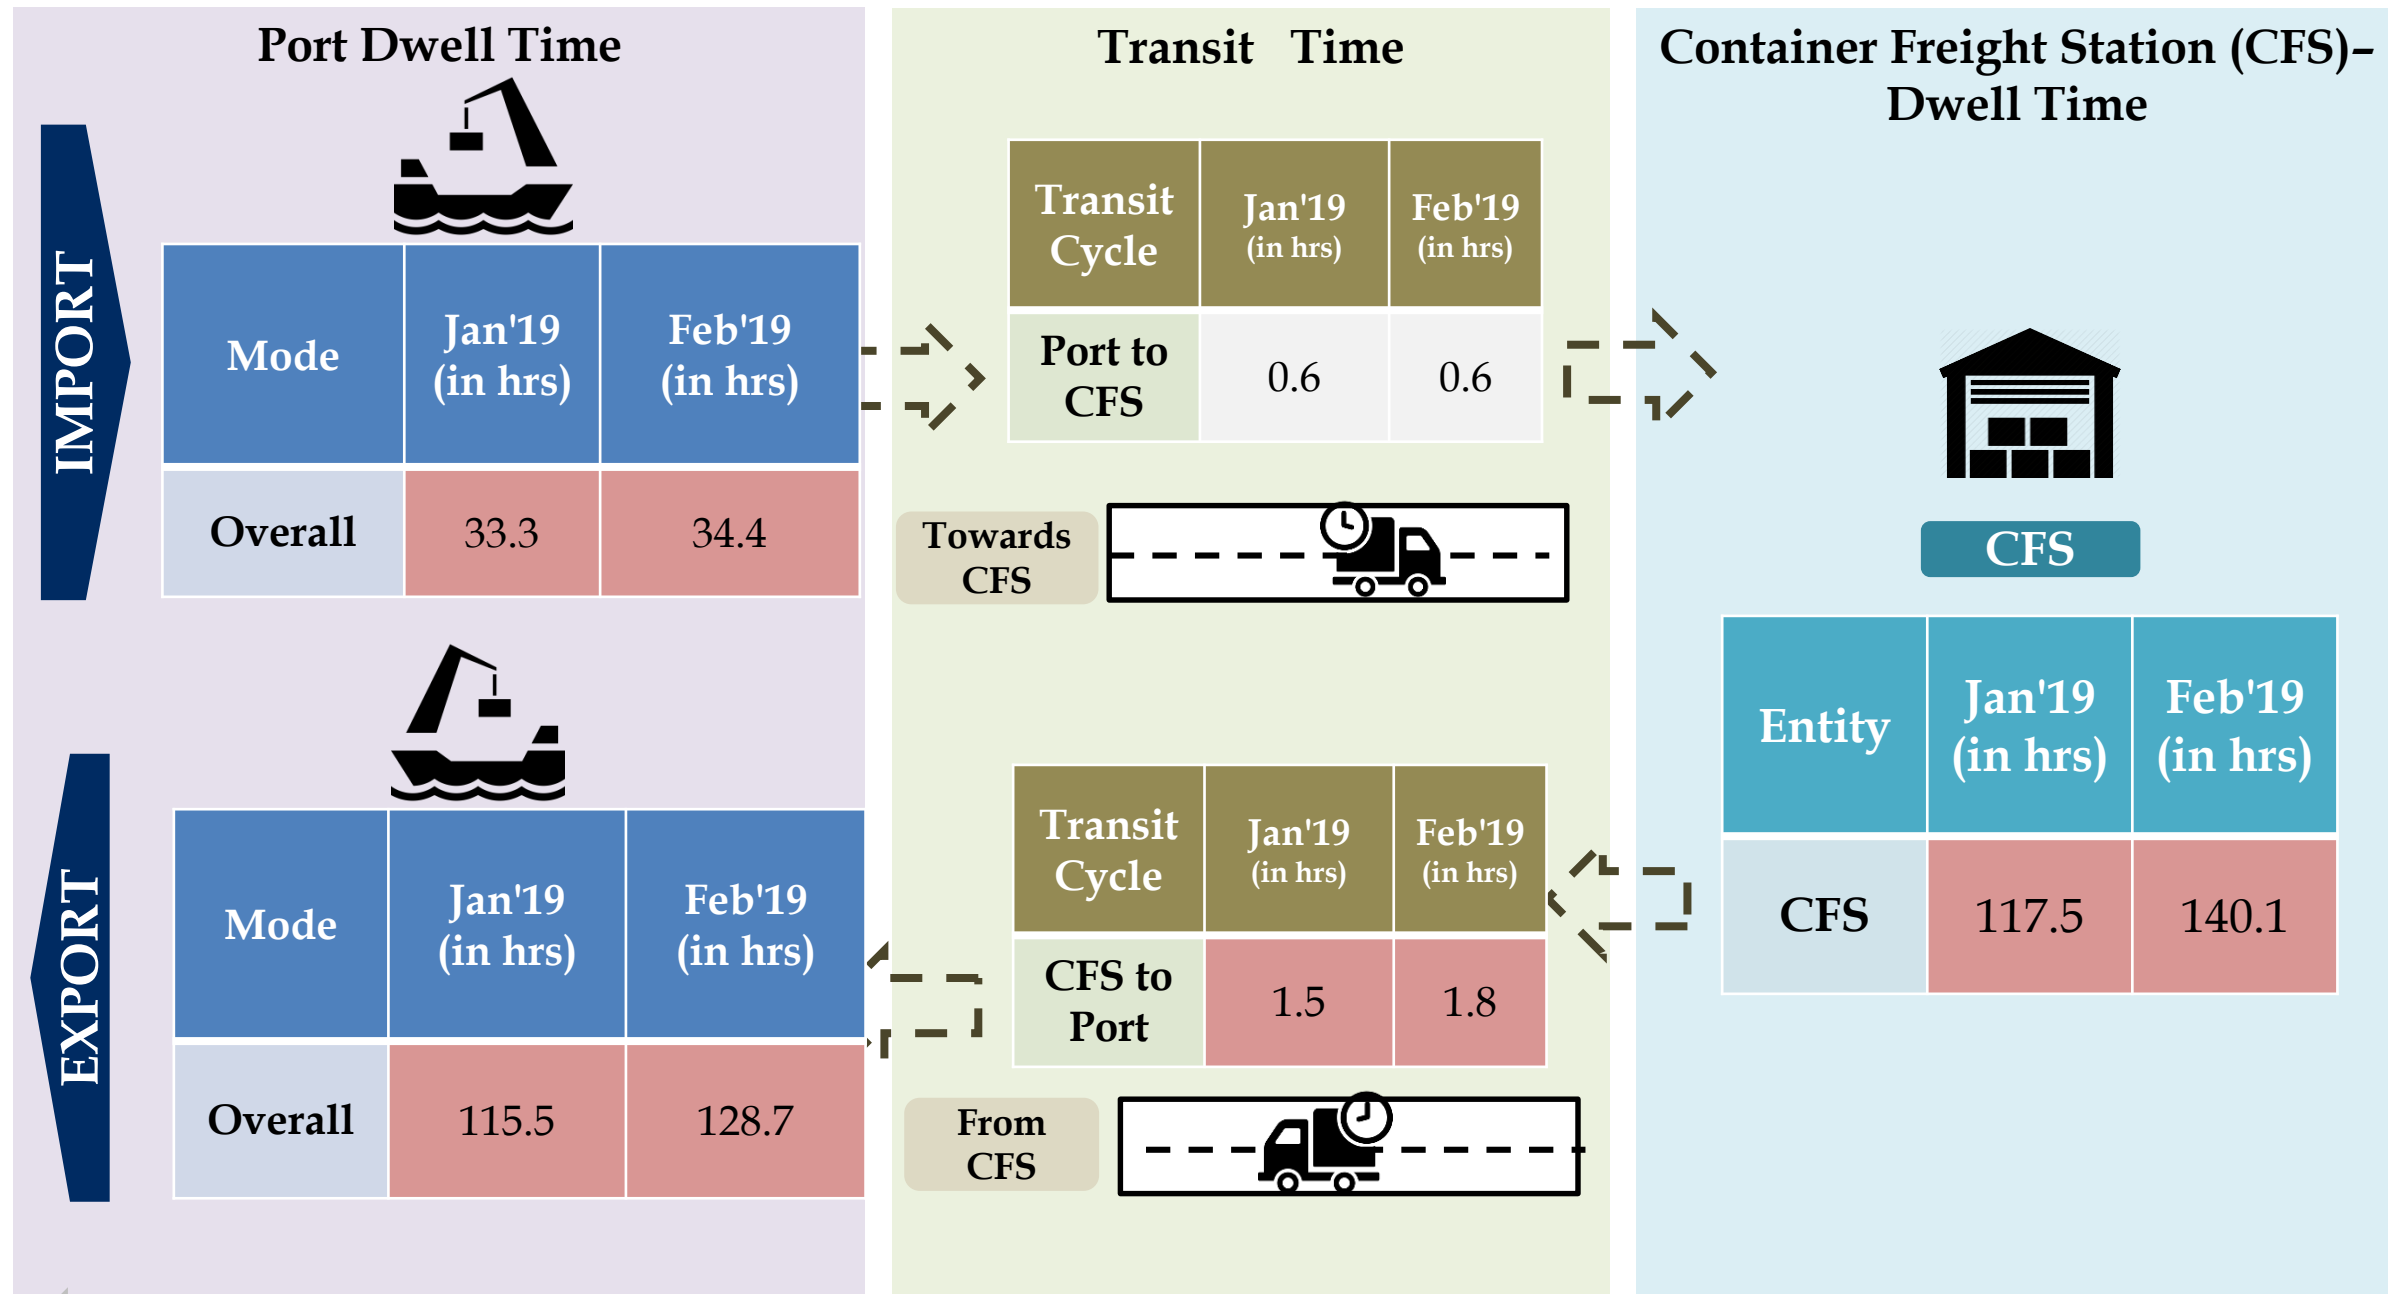 Port Dwell Time
IMPORT
Mode
Jan'19
(in hrs)
Feb'19
(in hrs)
Overall
33.3
34.4
EXPORT
Mode
Jan'19
(in hrs)
Feb'19
(in hrs)
Overall
115.5
128.7
Transit Time
Transit
Cycle
Jan'19
(in hrs)
Feb'19
(in hrs)
Port to
CFS
0.6
0.6
Towards
CFS
Transit
Cycle
Jan'19
(in hrs)
Feb'19
(in hrs)
CFS to
Port
1.5
1.8
From
CFS
Container Freight Station (CFS)–
Dwell Time
CFS
Entity
Jan'19
(in hrs)
Feb'19
(in hrs)
CFS
117.5
140.1